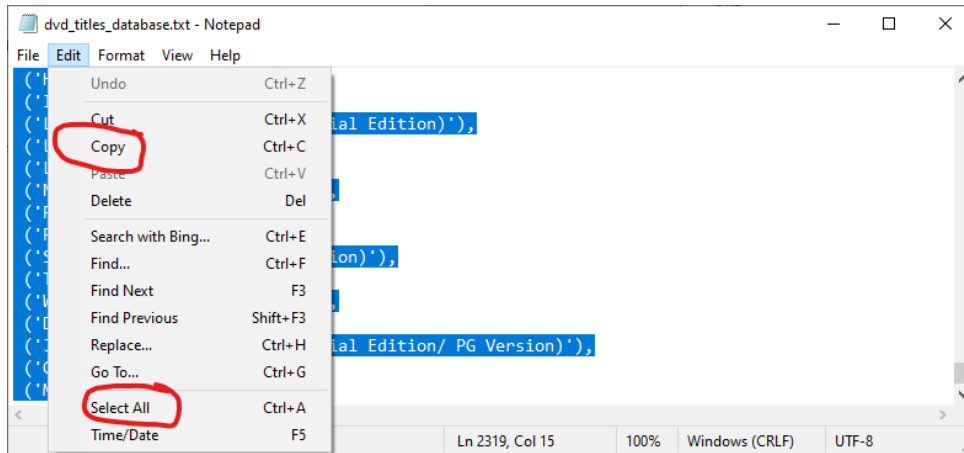 dvd_titles_database.txt - Notepad
File Edit Format View Help
Undo Ctrl+Z
Cut Ctrl+X
ial Edition)'),
Copy Ctrl+C
Paste Ctrl+V
Delete Del
Search with Bing... Ctrl+E
ion)'),
Find... Ctrl+F
Find Next F3
Find Previous Shift+F3
Replace... Ctrl+H
ial Edition/ PG Version)'),
Go To... Ctrl+G
Select All Ctrl+A
Time/Date F5
Ln 2319, Col 15 100% Windows (CRLF) UTF-8